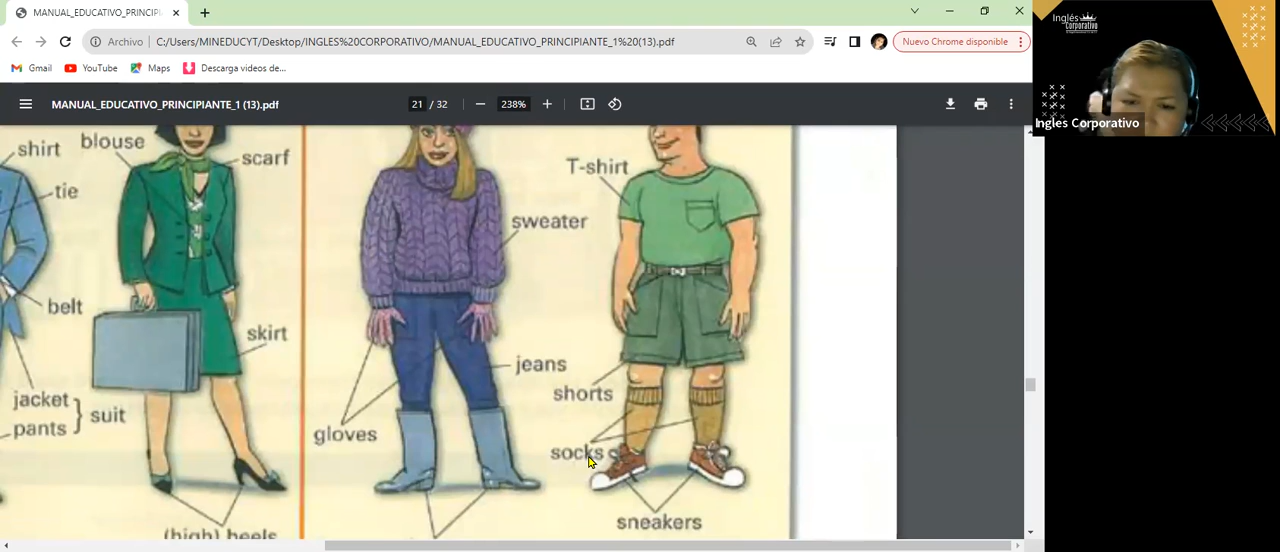 MANUAL_EDUCATIVO_PRINCIPI
Archivo
C:/Users/MINEDUCYT/Desktop/INGLES%20CORPORATIVO/MANUAL_EDUCATIVO_PRINCIPIANTE_1%20(13).pdf
Nuevo Chrome disponible
Gmail
YouTube
Maps
Descarga videos de...
MANUAL_EDUCATIVO_PRINCIPIANTE_1 (13).pdf
21 / 32
238%
Inglés
Corporativo
Ingles Corporativo
shirt
blouse
scarf
tie
T-shirt
sweater
belt
skirt
jeans
shorts
jacket
pants
suit
gloves
socks
sneakers
(high) heels